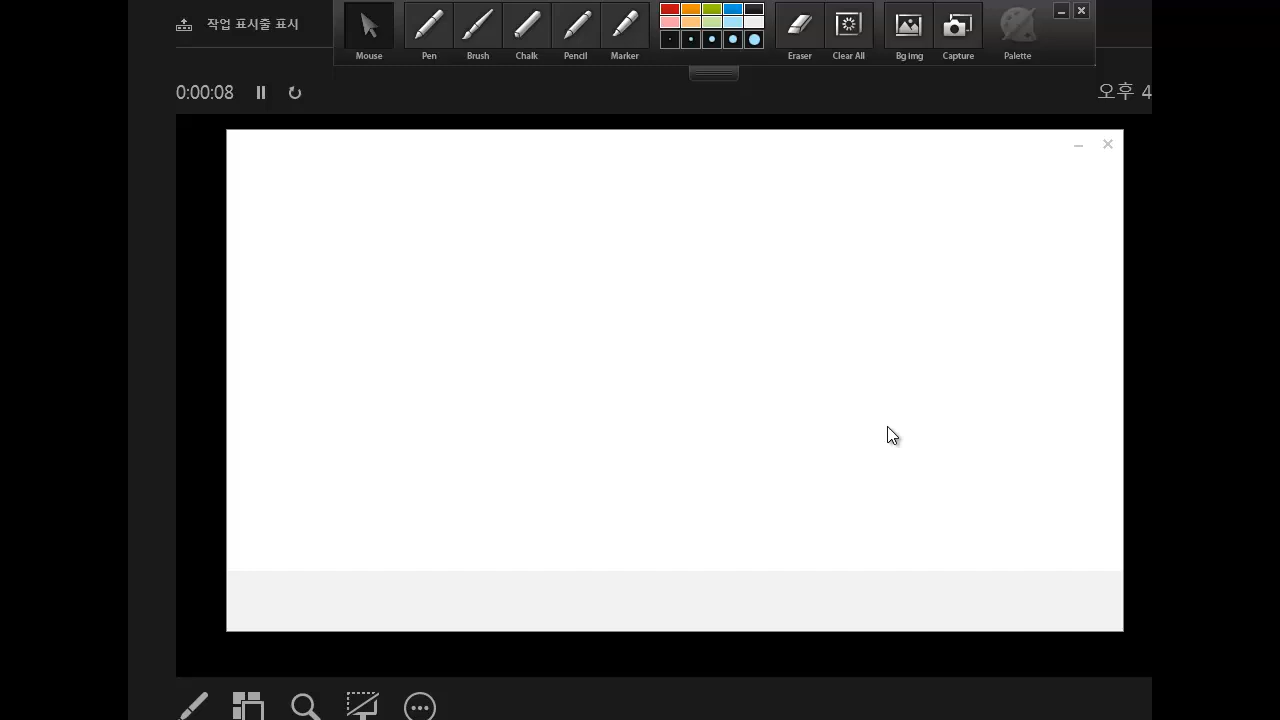 작업 표시줄 표시
Mouse Pen Brush Chalk Pencil Marker Eraser Clear All Bg Img Capture Palette
0:00:08 오후 4